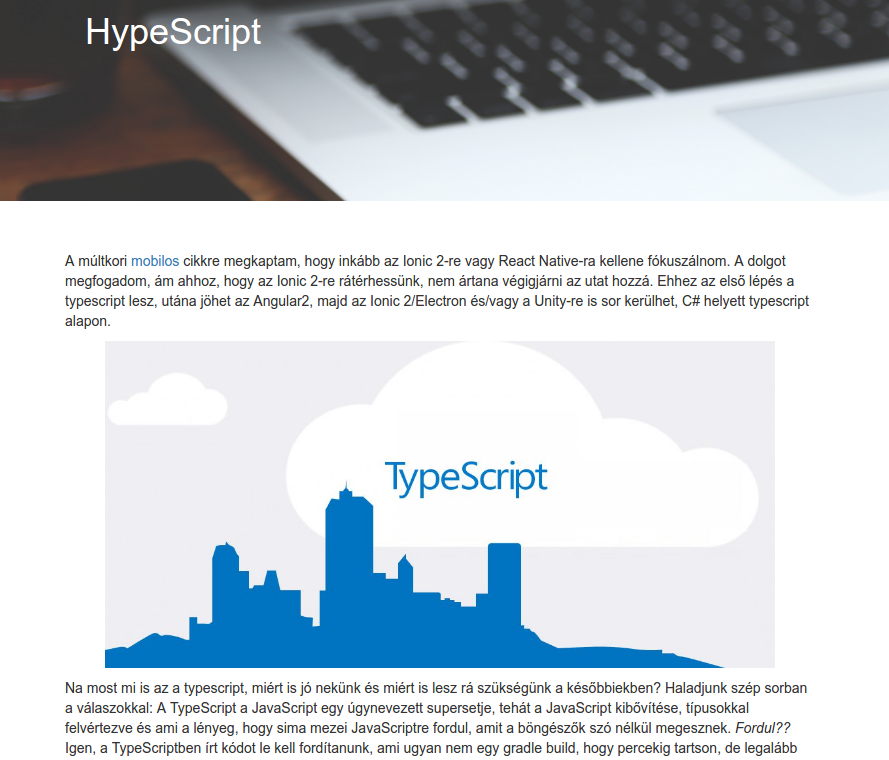 HypeScript
A múltkori mobilos cikkre megkaptam, hogy inkább az Ionic 2-re vagy React Native-ra kellene fókuszálnom. A dolgot
megfogadom, ám ahhoz, hogy az Ionic 2-re rátérhessünk, nem ártana végigjárni az utat hozzá. Ehhez az első lépés a
typescript lesz, utána jöhet az Angular2, majd az Ionic 2/Electron és/vagy a Unity-re is sor kerülhet, C# helyett typescript
alapon.
TypeScript
Na most mi is az a typescript, miért is jó nekünk és miért is lesz rá szükségünk a későbbiekben? Haladjunk szép sorban
a válaszokkal: A TypeScript a JavaScript egy úgynevezett supersetje, tehát a JavaScript kibővítése, típusokkal
felvértezve és ami a lényeg, hogy sima mezei JavaScriptre fordul, amit a böngészők szó nélkül megesznek. Fordul??
Igen, a TypeScriptben írt kódot le kell fordítanunk, ami ugyan nem egy gradle build, hogy percekig tartson, de legalább